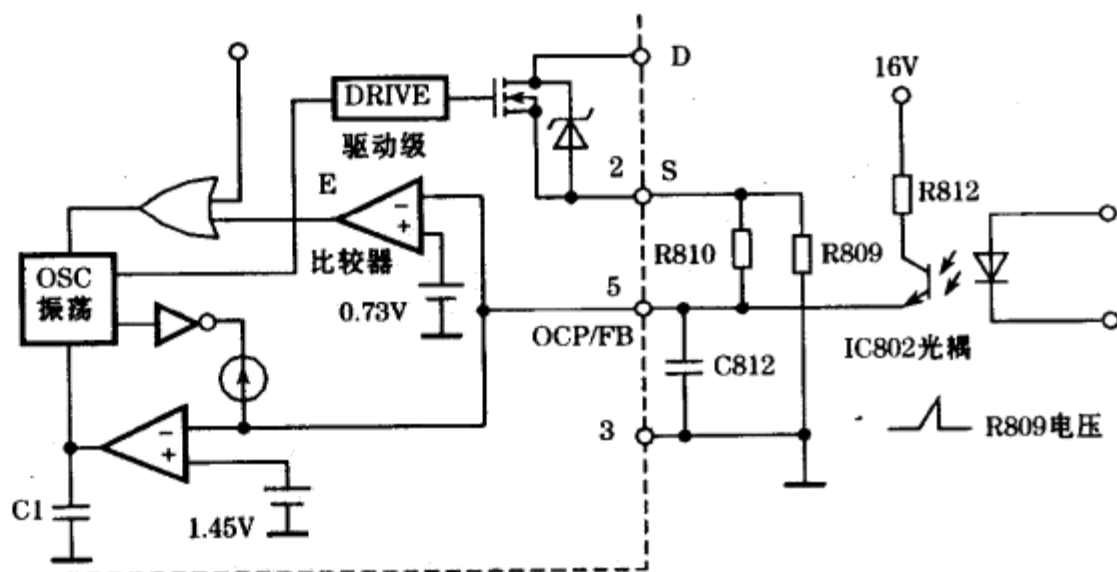 D
16V
DRIVE
驱动级
2
S
E
R812
比较器
R810
R809
OSC
振荡
5
0.73V
OCP/FB
IC802光耦
C812
3
R809电压
C1
1.45V